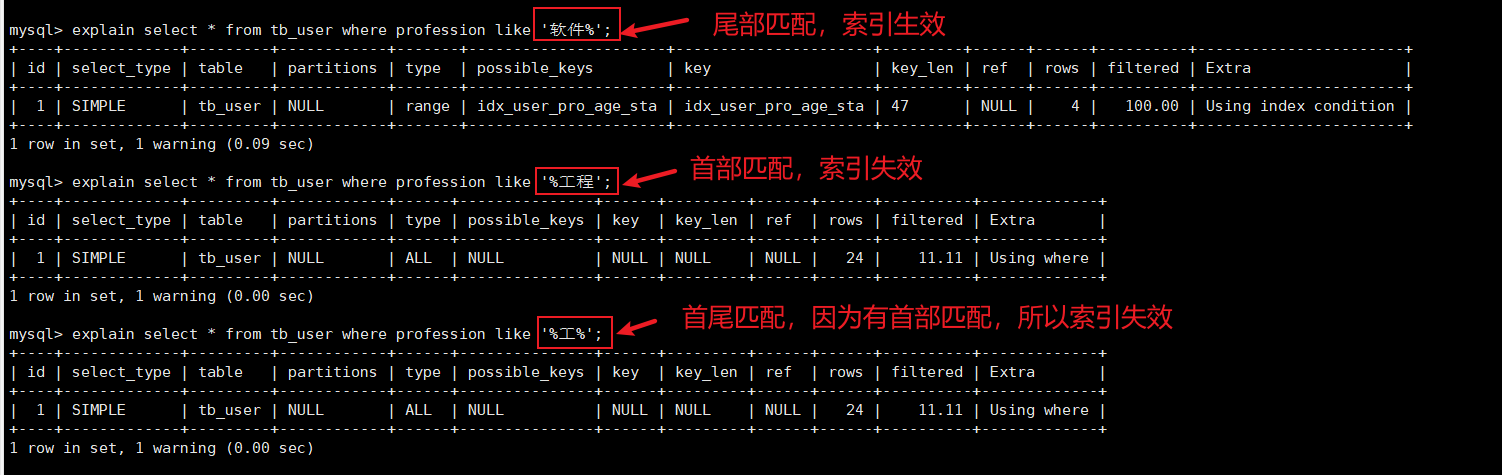 mysql> explain select * from tb_user where profession like '软件%'; 尾部匹配，索引生效
+----+-------------+---------+------------+-------+----------------------+----------------------+---------+------+------+----------+-----------------------+
| id | select_type | table   | partitions | type  | possible_keys        | key                  | key_len | ref  | rows | filtered | Extra                 |
+----+-------------+---------+------------+-------+----------------------+----------------------+---------+------+------+----------+-----------------------+
|  1 | SIMPLE      | tb_user | NULL       | range | idx_user_pro_age_sta | idx_user_pro_age_sta | 47      | NULL |    4 |   100.00 | Using index condition |
+----+-------------+---------+------------+-------+----------------------+----------------------+---------+------+------+----------+-----------------------+
1 row in set, 1 warning (0.09 sec)
首部匹配，索引失效
mysql> explain select * from tb_user where profession like '%工程';
+----+-------------+---------+------------+------+---------------+------+---------+------+------+----------+-------------+
| id | select_type | table   | partitions | type | possible_keys | key  | key_len | ref  | rows | filtered | Extra       |
+----+-------------+---------+------------+------+---------------+------+---------+------+------+----------+-------------+
|  1 | SIMPLE      | tb_user | NULL       | ALL  | NULL          | NULL | NULL    | NULL |   24 |    11.11 | Using where |
+----+-------------+---------+------------+------+---------------+------+---------+------+------+----------+-------------+
1 row in set, 1 warning (0.00 sec)
首尾匹配，因为有首部匹配，所以索引失效
mysql> explain select * from tb_user where profession like '%工%';
+----+-------------+---------+------------+------+---------------+------+---------+------+------+----------+-------------+
| id | select_type | table   | partitions | type | possible_keys | key  | key_len | ref  | rows | filtered | Extra       |
+----+-------------+---------+------------+------+---------------+------+---------+------+------+----------+-------------+
|  1 | SIMPLE      | tb_user | NULL       | ALL  | NULL          | NULL | NULL    | NULL |   24 |    11.11 | Using where |
+----+-------------+---------+------------+------+---------------+------+---------+------+------+----------+-------------+
1 row in set, 1 warning (0.00 sec)